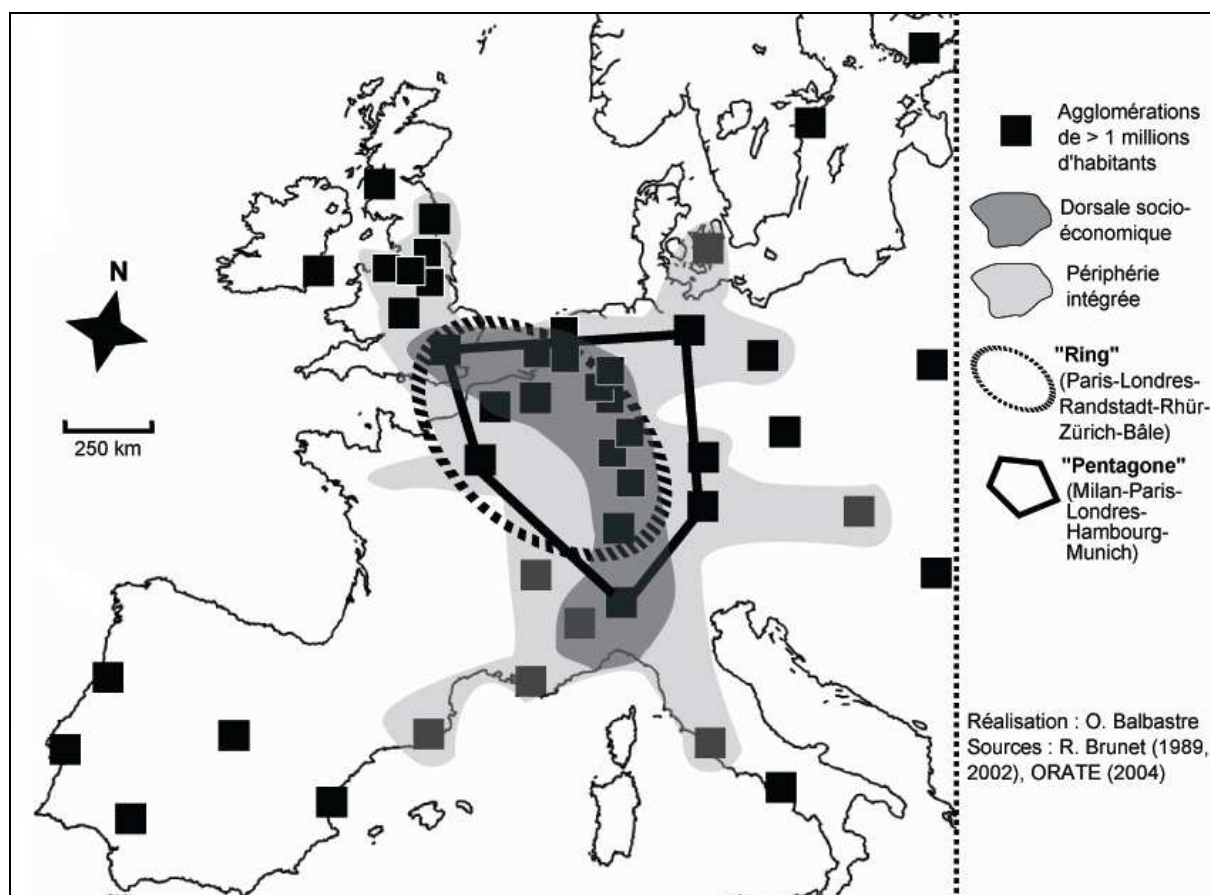 N
250 km
Agglomérations
de > 1 millions
d'habitants
Dorsale socio-
économique
Périphérie
intégrée
"Ring"
(Paris-Londres-
Randstadt-Rhür-
Zürich-Bâle)
"Pentagone"
(Milan-Paris-
Londres-
Hambourg-
Munich)
Réalisation : O. Balbastre
Sources : R. Brunet (1989,
2002), ORATE (2004)